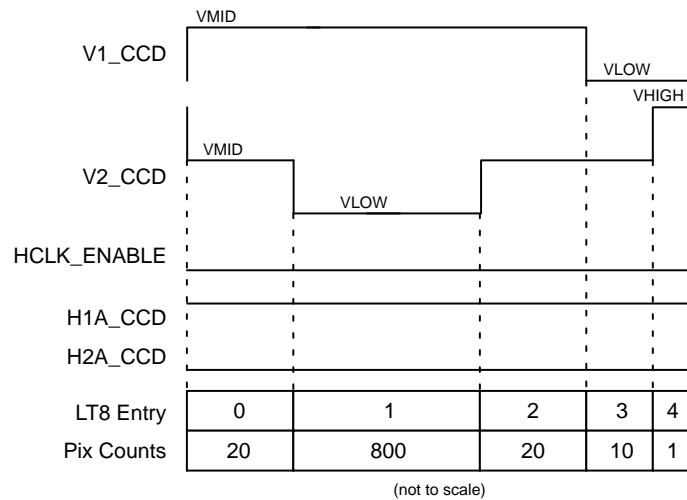 VMID
V1_CCD
VLOW
VHIGH
VMID
V2_CCD
VLOW
HCLK_ENABLE
H1A_CCD
H2A_CCD
LT8 Entry 0 1 2 3 4
Pix Counts 20 800 20 10 1
(not to scale)